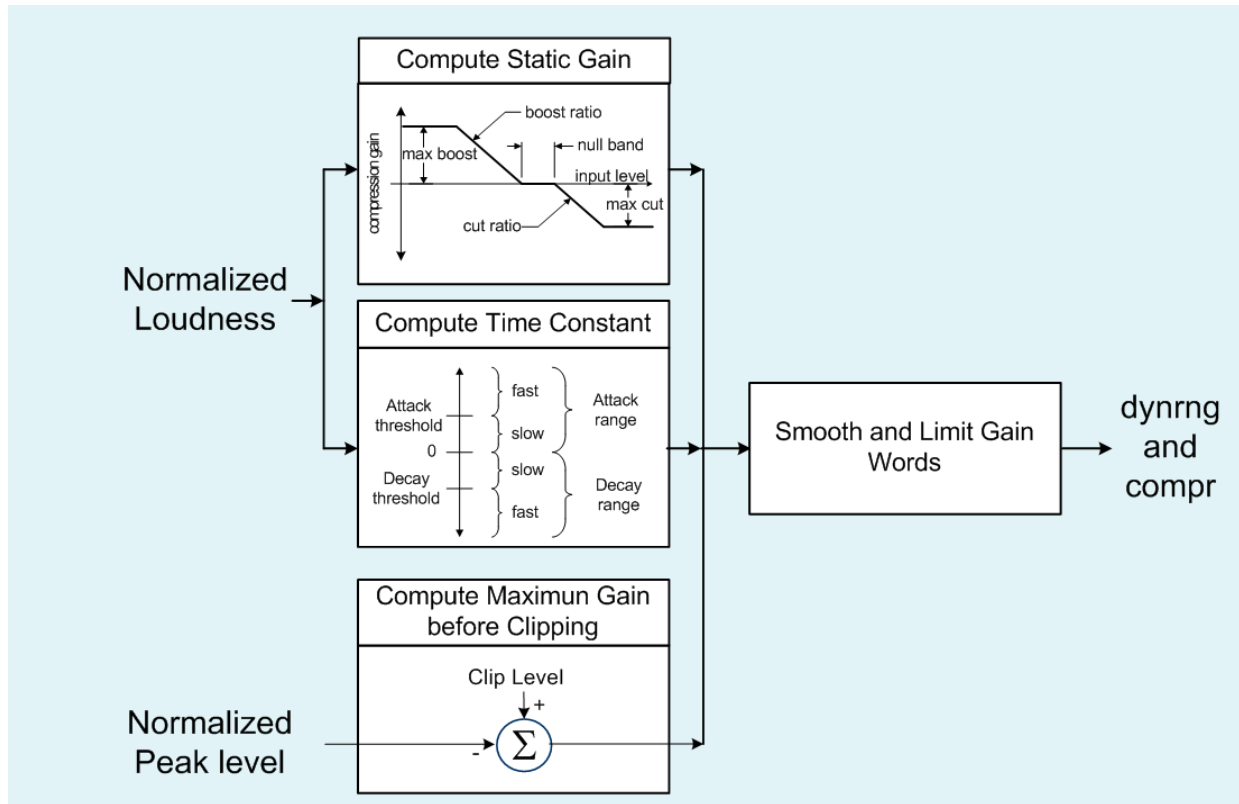 Compute Static Gain
boost ratio
null band
max boost
compression gain
input level
max cut
cut ratio
Normalized
Loudness
Compute Time Constant
fast
Attack
threshold
Attack
range
slow
0
slow
Decay
threshold
Decay
range
fast
Smooth and Limit Gain
Words
dynrng
and
compr
Compute Maximun Gain
before Clipping
Clip Level
+
Normalized
Peak level
-
Σ